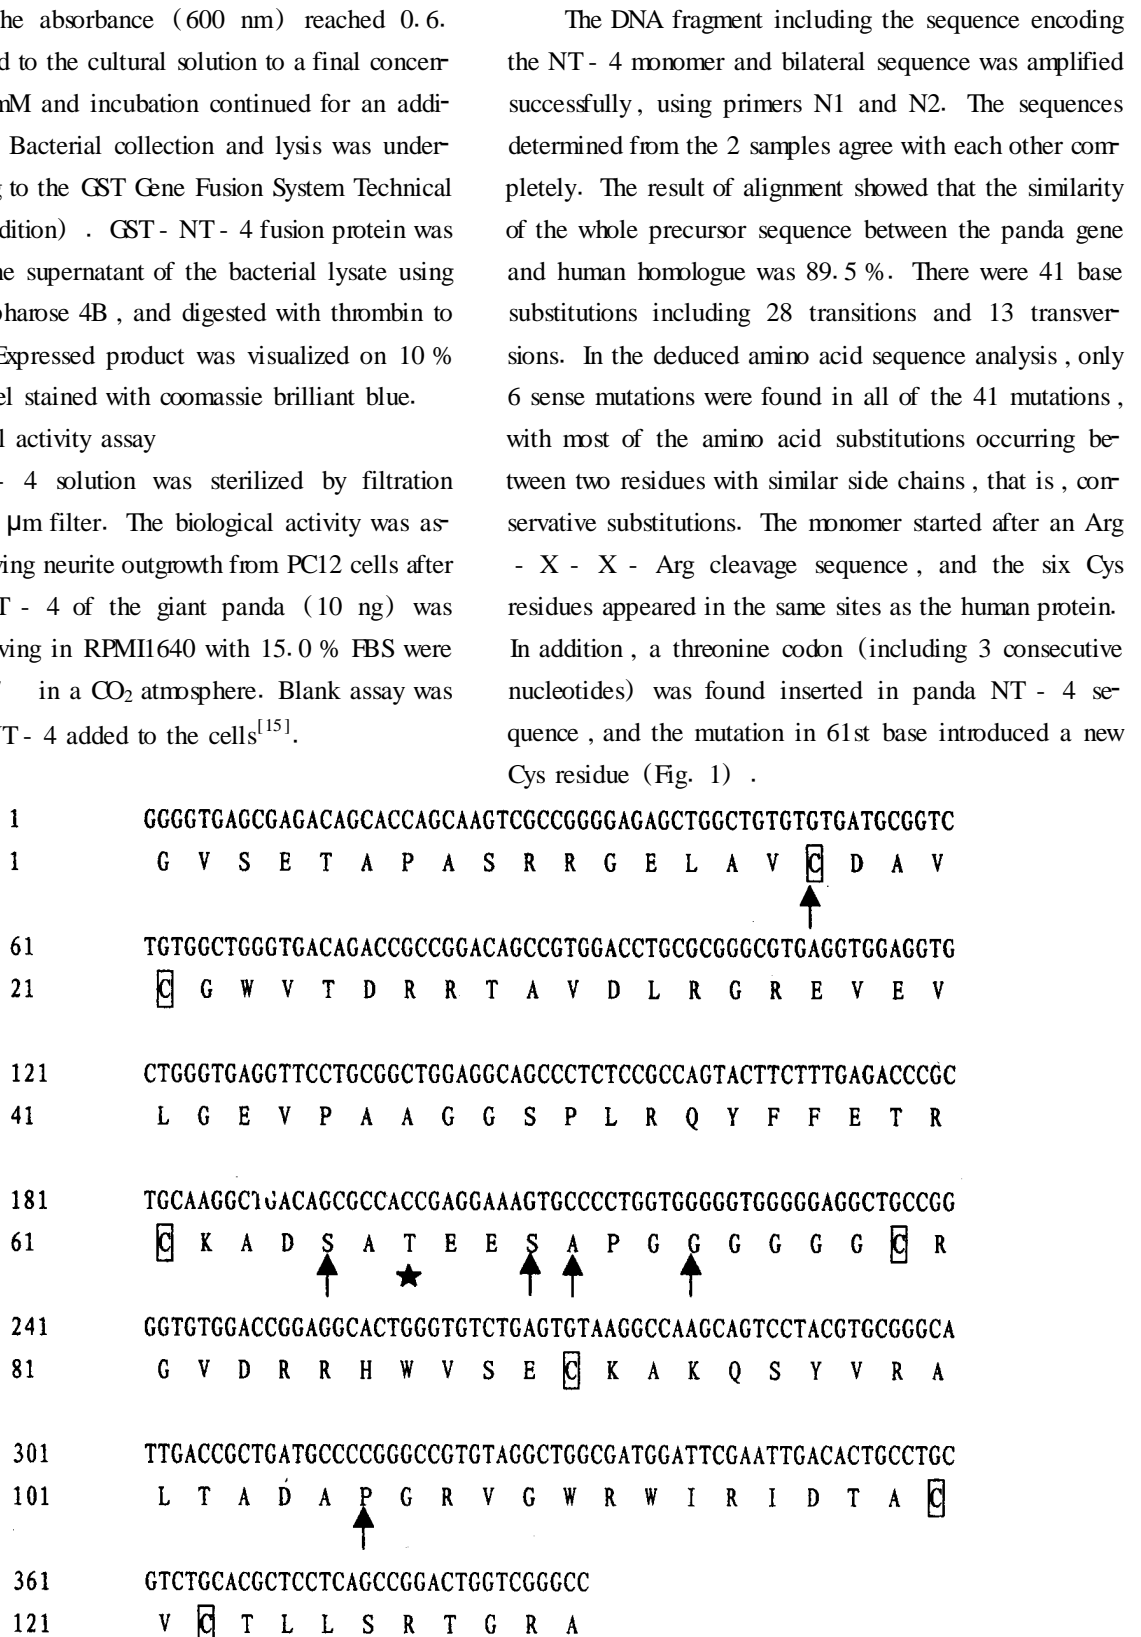 he absorbance (600 nm) reached 0.6.
d to the cultural solution to a final concen-
mM and incubation continued for an addi-
Bacterial collection and lysis was under-
g to the GST Gene Fusion System Technical
dition) . GST- NT- 4 fusion protein was
he supernatant of the bacterial lysate using
pharose 4B , and digested with thrombin to
Expressed product was visualized on 10 %
el stained with coomassie brilliant blue.
l activity assay
- 4 solution was sterilized by filtration
μm filter. The biological activity was as-
ving neurite outgrowth from PC12 cells after
T - 4 of the giant panda (10 ng) was
wing in RPMI1640 with 15.0 % FBS were
in a CO2 atmosphere. Blank assay was
NT- 4 added to the cells[15].
The DNA fragment including the sequence encoding
the NT- 4 monomer and bilateral sequence was amplified
successfully, using primers N1 and N2. The sequences
determined from the 2 samples agree with each other com-
pletely. The result of alignment showed that the similarity
of the whole precursor sequence between the panda gene
and human homologue was 89.5 %. There were 41 base
substitutions including 28 transitions and 13 transver-
sions. In the deduced amino acid sequence analysis , only
6 sense mutations were found in all of the 41 mutations ,
with most of the amino acid substitutions occurring be-
tween two residues with similar side chains , that is , con-
servative substitutions. The monomer started after an Arg
- X - X - Arg cleavage sequence , and the six Cys
residues appeared in the same sites as the human protein.
In addition , a threonine codon (including 3 consecutive
nucleotides) was found inserted in panda NT - 4 se-
quence , and the mutation in 61st base introduced a new
Cys residue (Fig. 1) .
1 GGGGTGAGCGAGACAGCACCAGCAAGTCGCCGGGGAGAGCTGGCTGTGTGTGATGCGGTC
1 G V S E T A P A S R R G E L A V C D A V
61 TGTGGCTGGGTGACAGACCGCCGGACAGCCGTGGACCTGCGCGGGCGTGAGGTGGAGGTG
21 C G W V T D R R T A V D L R G R E V E V
121 CTGGGTGAGGTTCCTGCGGCTGGAGGCAGCCCTCTCCGCCAGTACTTCTTTGAGACCCGC
41 L G E V P A A G G S P L R Q Y F F E T R
181 TGCAAGGCTGACAGCGCCACCGAGGAAAGTGCCCCTGGTGGGGGTGGGGGAGGCTGCCGG
61 C K A D S A T E E S A P G G G G G G C R
241 GGTGTGGACCGGAGGCACTGGGTGTCTGAGTGTAAGGCCAAGCAGTCCTACGTGCGGGCA
81 G V D R R H W V S E C K A K Q S Y V R A
301 TTGACCGCTGATGCCCCGGGCCGTGTAGGCTGGCGATGGATTCGAATTGACACTGCCTGC
101 L T A D A P G R V G W R W I R I D T A C
361 GTCTGCACGCTCCTCAGCCGGACTGGTCGGGCC
121 V C T L L S R T G R A